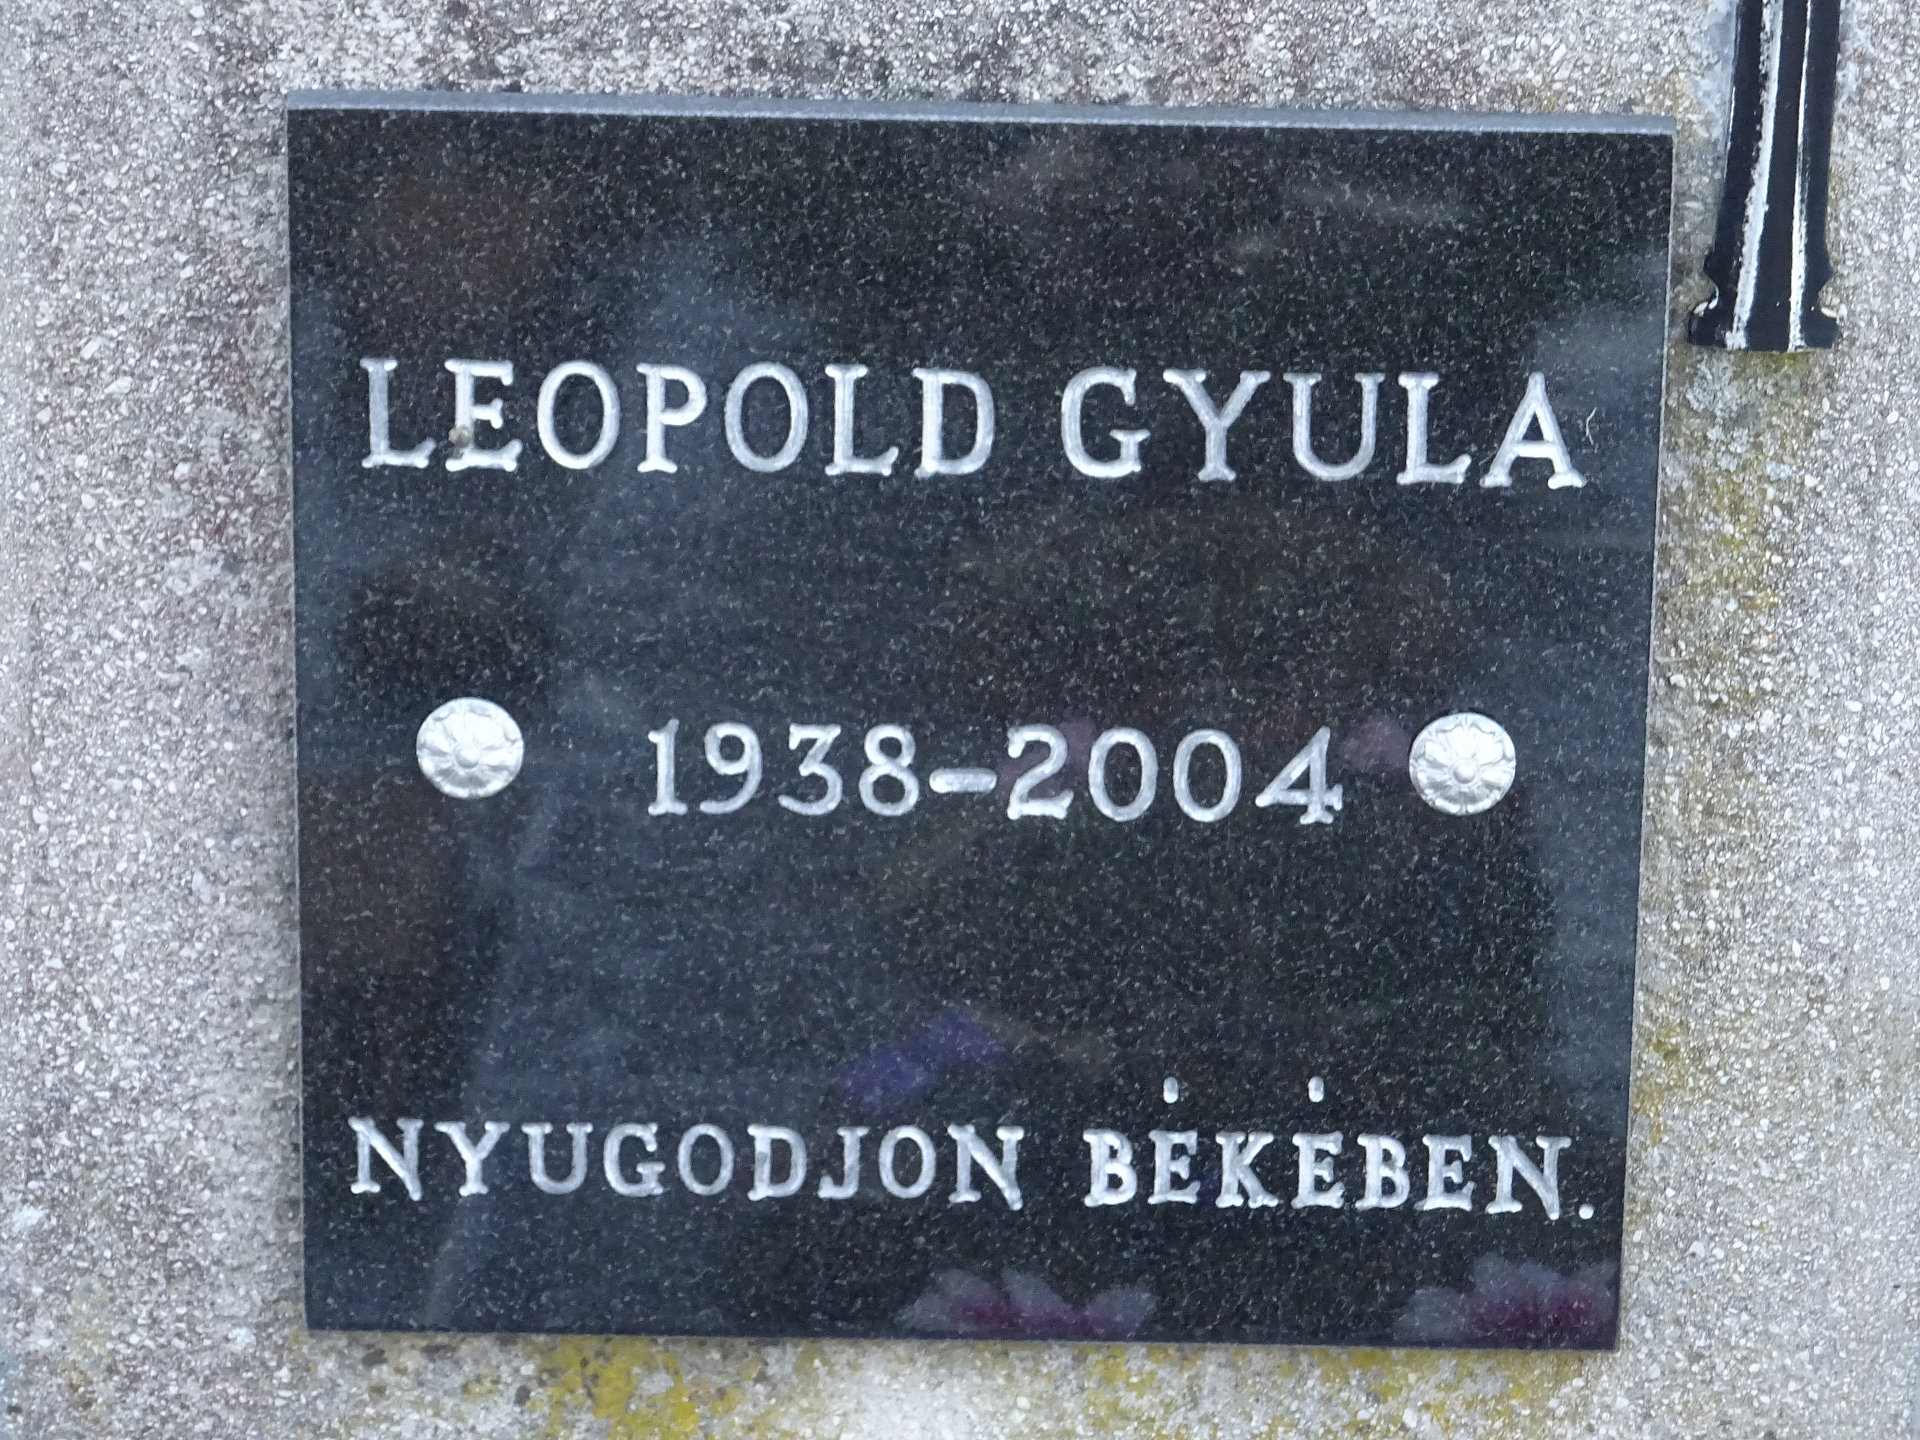 LEOPOLD GYULA
1938-2004
NYUGODJON BÉKÉBEN.